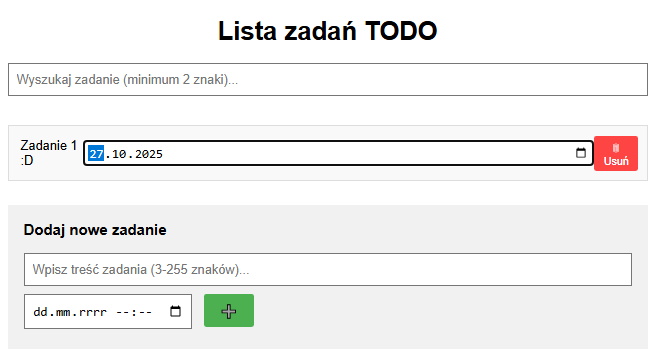 Lista zadań TODO
Wyszukaj zadanie (minimum 2 znaki)...
Zadanie 1
:D
27.10.2025
Usuń
Dodaj nowe zadanie
Wpisz treść zadania (3-255 znaków)...
dd.mm.rrrr --:--